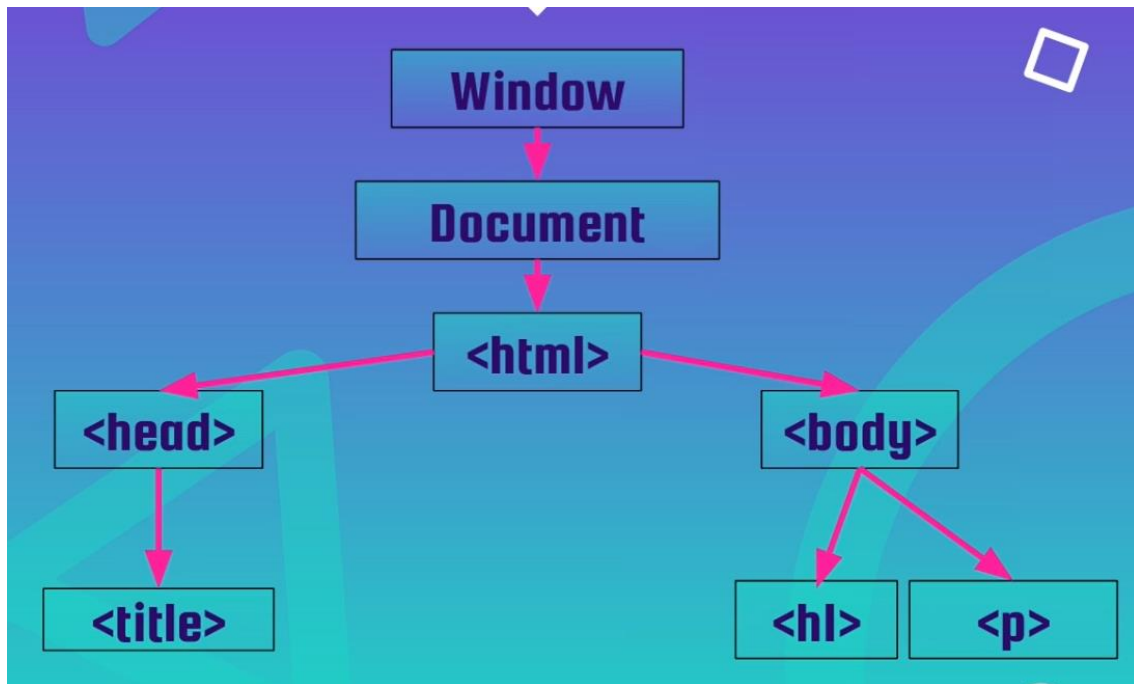 Window
Document
<html>
<head>
<body>
<title>
<h1>
<p>